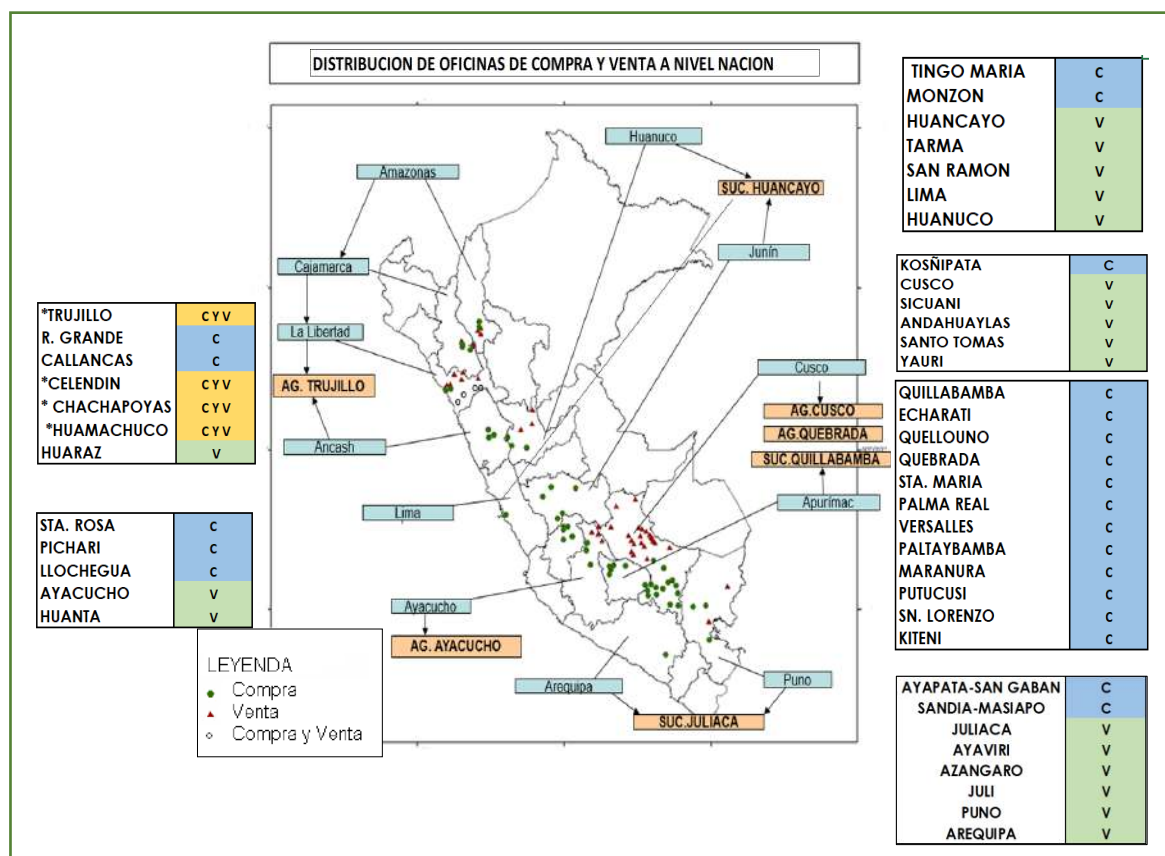 DISTRIBUCION DE OFICINAS DE COMPRA Y VENTA A NIVEL NACION
Huanuco
Amazonas
SUC. HUANCAYO
Junín
Cajamarca
La Libertad
AG. TRUJILLO
Ancash
Cusco
AG.CUSCO
AG.QUEBRADA
SUC.QUILLABAMBA
Apurímac
Lima
Ayacucho
AG. AYACUCHO
Arequipa
Puno
SUC.JULIACA
*TRUJILLO C Y V
R. GRANDE C
CALLANCAS C
*CELENDIN C Y V
* CHACHAPOYAS C Y V
*HUAMACHUCO C Y V
HUARAZ V
STA. ROSA C
PICHARI C
LLOCHEGUA C
AYACUCHO V
HUANTA V
LEYENDA
Compra
Venta
Compra y Venta
TINGO MARIA C
MONZON C
HUANCAYO V
TARMA V
SAN RAMON V
LIMA V
HUANUCO V
KOSÑIPATA C
CUSCO V
SICUANI V
ANDAHUAYLAS V
SANTO TOMAS V
YAURI V
QUILLABAMBA C
ECHARATI C
QUELLOUNO C
QUEBRADA C
STA. MARIA C
PALMA REAL C
VERSALLES C
PALTAYBAMBA C
MARANURA C
PUTUCUSI C
SN. LORENZO C
KITENI C
AYAPATA-SAN GABAN C
SANDIA-MASIAPO C
JULIACA V
AYAVIRI V
AZANGARO V
JULI V
PUNO V
AREQUIPA V